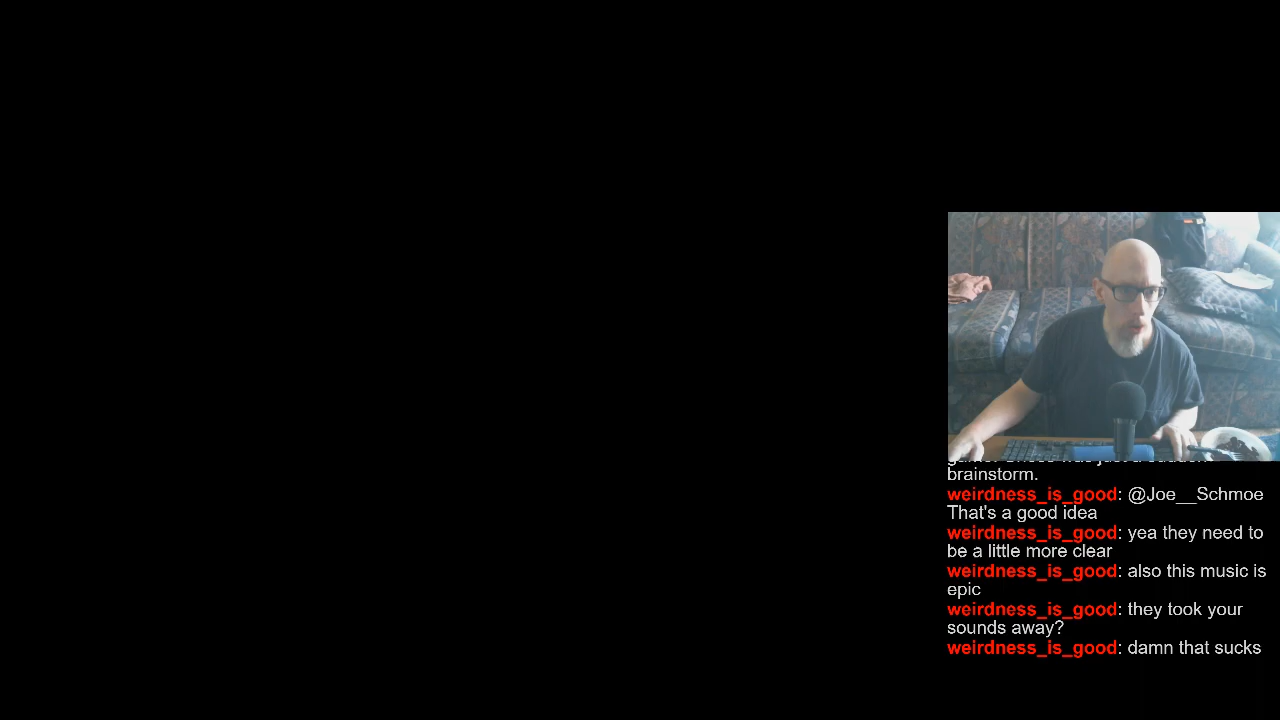 brainstorm.
weirdness_is_good: @Joe__Schmoe
That's a good idea
weirdness_is_good: yea they need to
be a little more clear
weirdness_is_good: also this music is
epic
weirdness_is_good: they took your
sounds away?
weirdness_is_good: damn that sucks